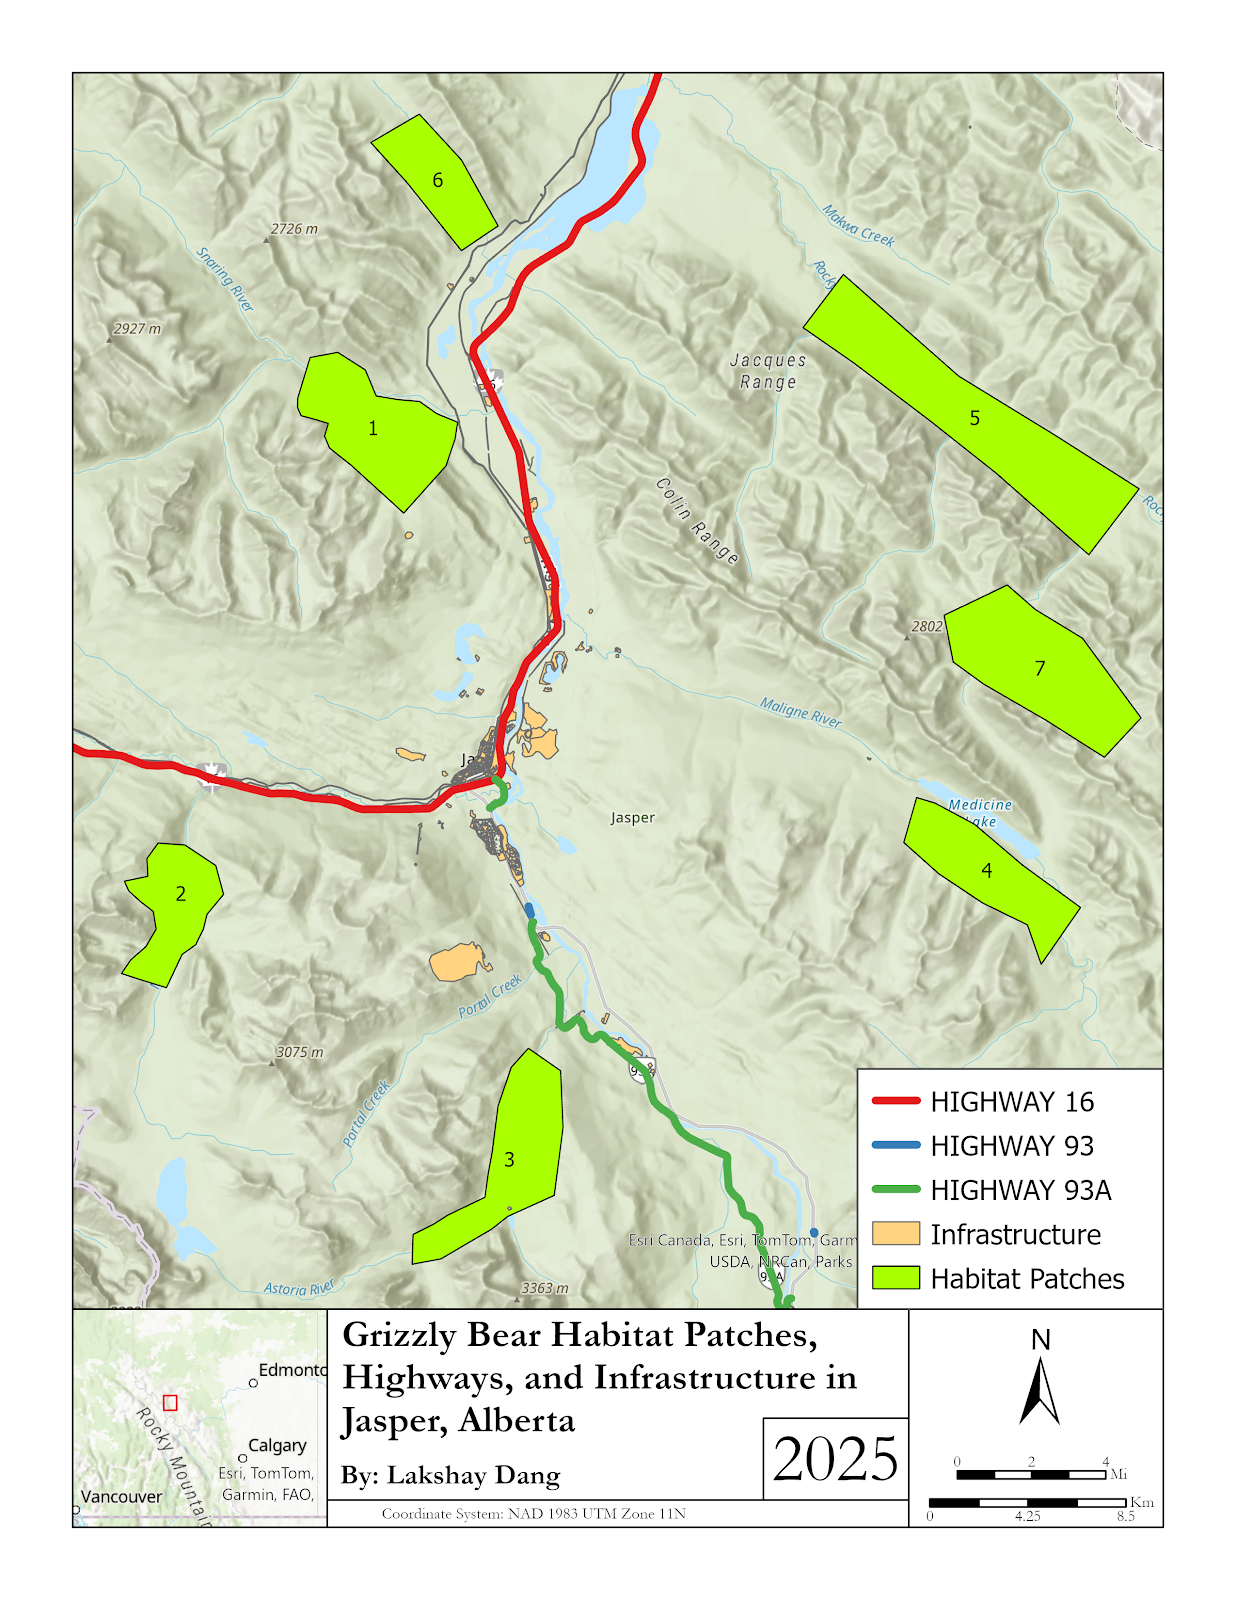 6
2726 m
Snaring River
Makwa Creek
Rocky
2927 m
Jacques
Range
5
1
Colin Range
2802
7
Maligne River
Ja
Jasper
Medicine
Lake
4
2
Portal Creek
3075 m
Portal Creek
3
Astoria River
3363 m
Esri Canada, Esri, TomTom, Garm
USDA, NRCan, Parks
HIGHWAY 16
HIGHWAY 93
HIGHWAY 93A
Infrastructure
Habitat Patches
Edmonto
Rocky Mountain
Calgary
Esri, TomTom,
Garmin, FAO,
Vancouver
Grizzly Bear Habitat Patches,
Highways, and Infrastructure in
Jasper, Alberta
By: Lakshay Dang
2025
Coordinate System: NAD 1983 UTM Zone 11N
N
0 2 4
Mi
Km
0 4.25 8.5